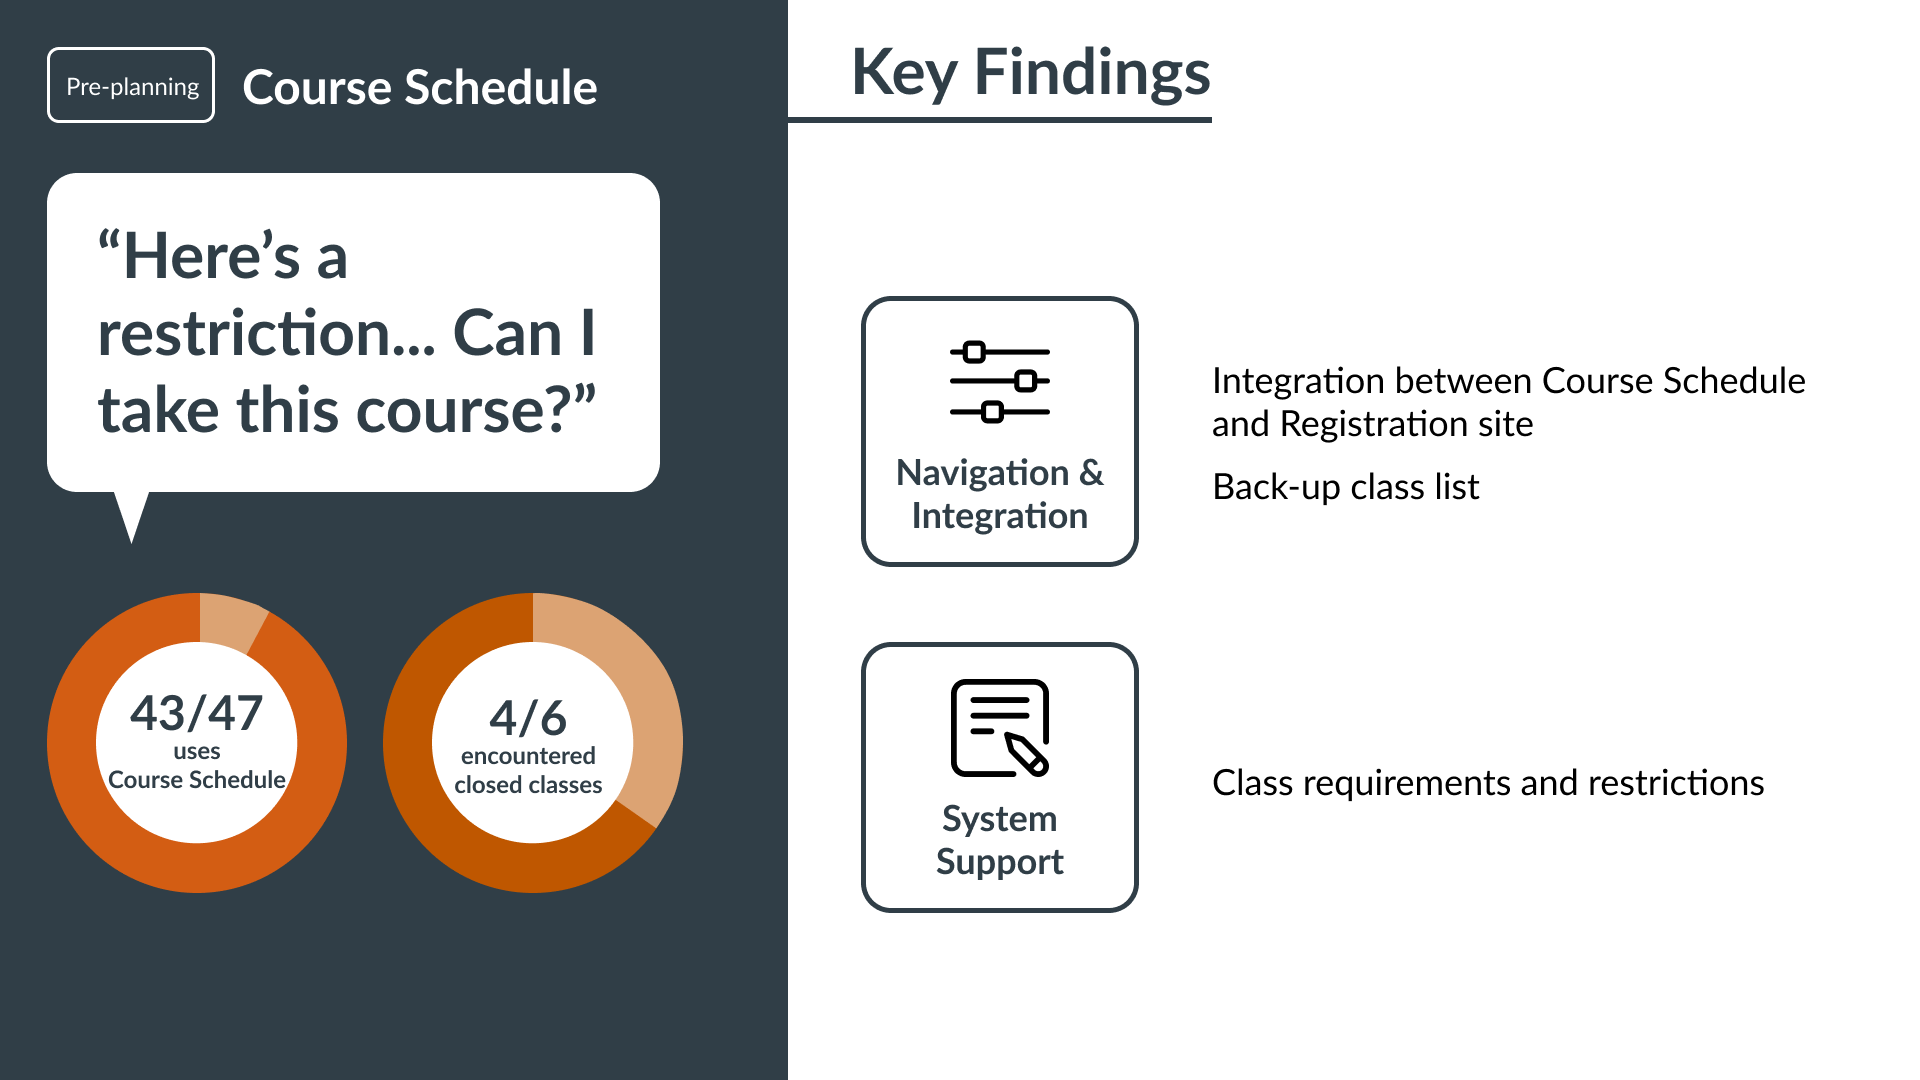 Pre-planning
Course Schedule
“Here’s a
restriction... Can I
take this course?”
43/47
uses
Course Schedule
4/6
encountered
closed classes
Key Findings
Navigation &
Integration
Integration between Course Schedule
and Registration site
Back-up class list
System
Support
Class requirements and restrictions